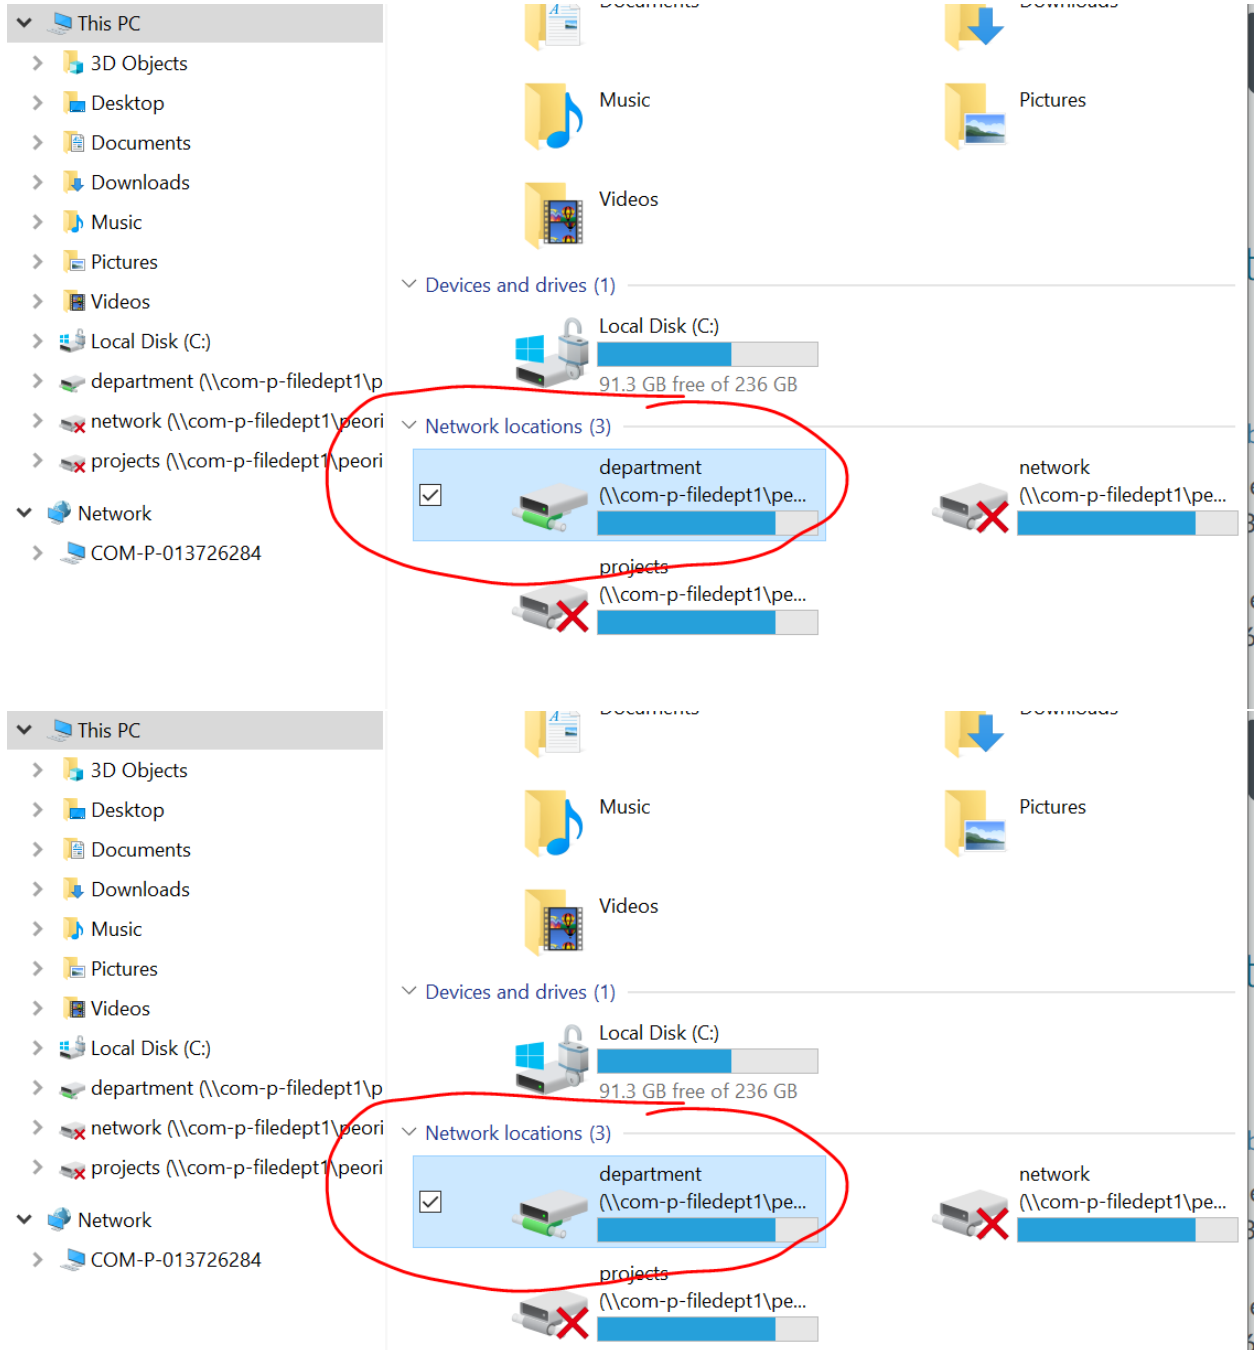 This PC
3D Objects
Desktop
Documents
Downloads
Music
Pictures
Videos
Local Disk (C:)
department (\\com-p-filedept1\p
network (\\com-p-filedept1\peori
projects (\\com-p-filedept1\peori
Network
COM-P-013726284
Documents
Downloads
Music
Pictures
Videos
Devices and drives (1)
Local Disk (C:)
91.3 GB free of 236 GB
Network locations (3)
department
(\\com-p-filedept1\pe...
network
(\\com-p-filedept1\pe...
projects
(\\com-p-filedept1\pe...
This PC
3D Objects
Desktop
Documents
Downloads
Music
Pictures
Videos
Local Disk (C:)
department (\\com-p-filedept1\p
network (\\com-p-filedept1\peori
projects (\\com-p-filedept1\peori
Network
COM-P-013726284
Documents
Downloads
Music
Pictures
Videos
Devices and drives (1)
Local Disk (C:)
91.3 GB free of 236 GB
Network locations (3)
department
(\\com-p-filedept1\pe...
network
(\\com-p-filedept1\pe...
projects
(\\com-p-filedept1\pe...